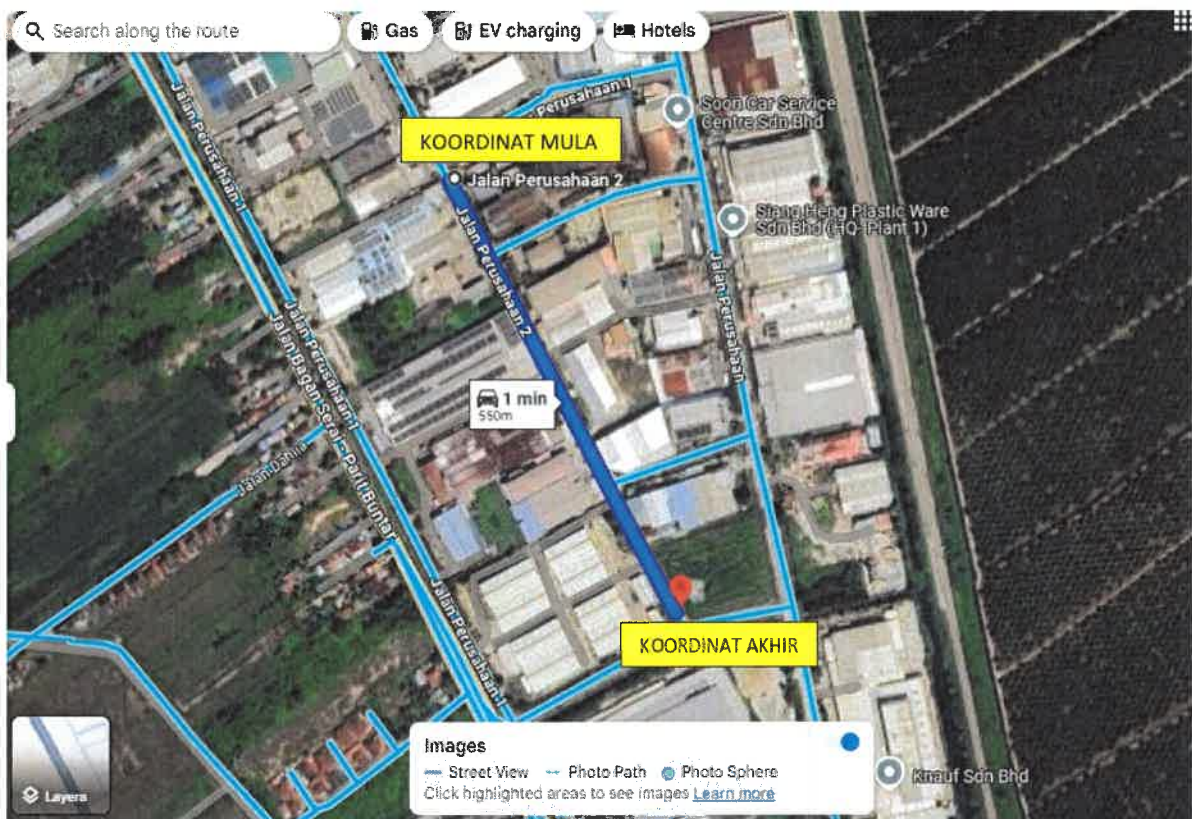 Search along the route
Gas
EV charging
Hotels
Jalan Perusahaan 1
Perusahaan 1
Soon Car Service
Centre Sdn Bhd
KOORDINAT MULA
Jalan Perusahaan 2
Jalan Perusahaan 2
Siang Heng Plastic Ware
Sdn Bhd (HQ- Plant 1)
Jalan Perusahaan
Jalan Perusahaan 1
Jalan Bagan Serai - Parit Buntar
1 min
550m
Jalan Dahlia
Jalan Perusahaan 1
KOORDINAT AKHIR
Images
Street View
Photo Path
Photo Sphere
Click highlighted areas to see images Learn more
Layers
Knauf Sdn Bhd